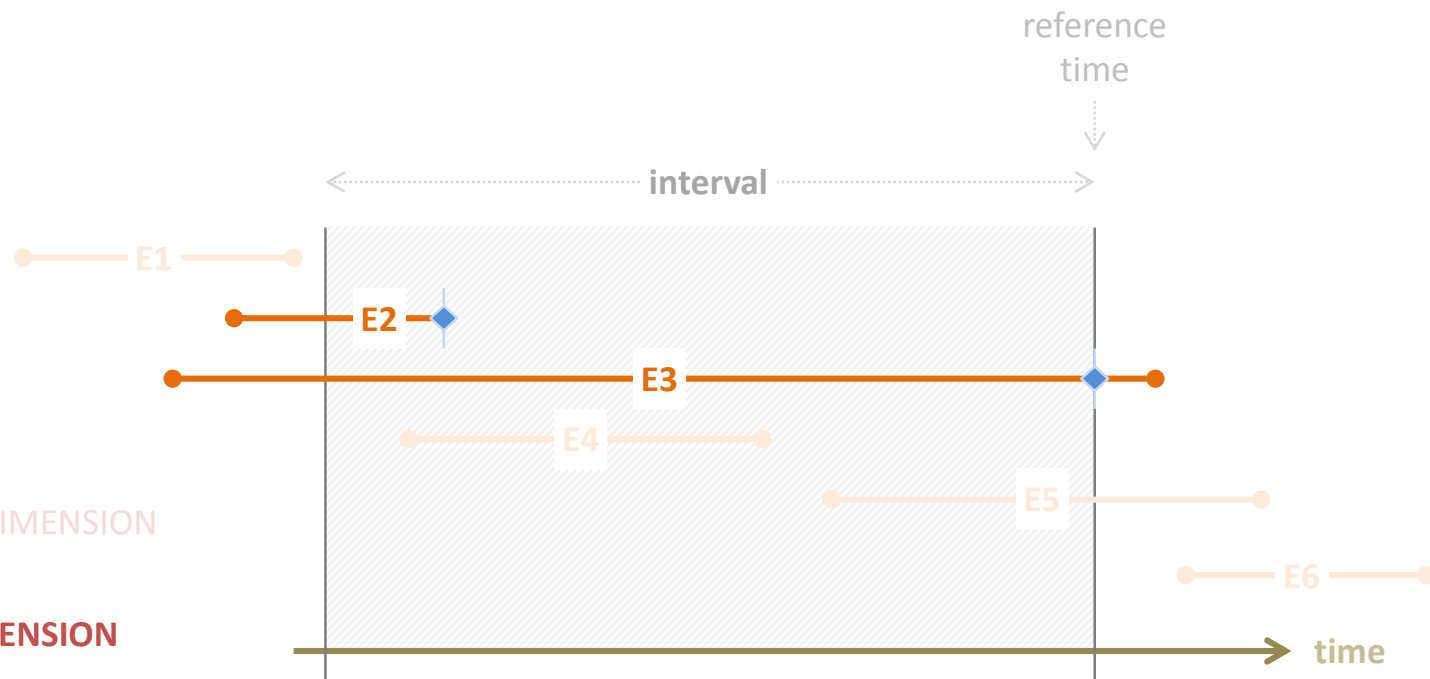 reference
time
interval
E1
E2
E3
E4
E5
IMENSION
E6
ENSION
time